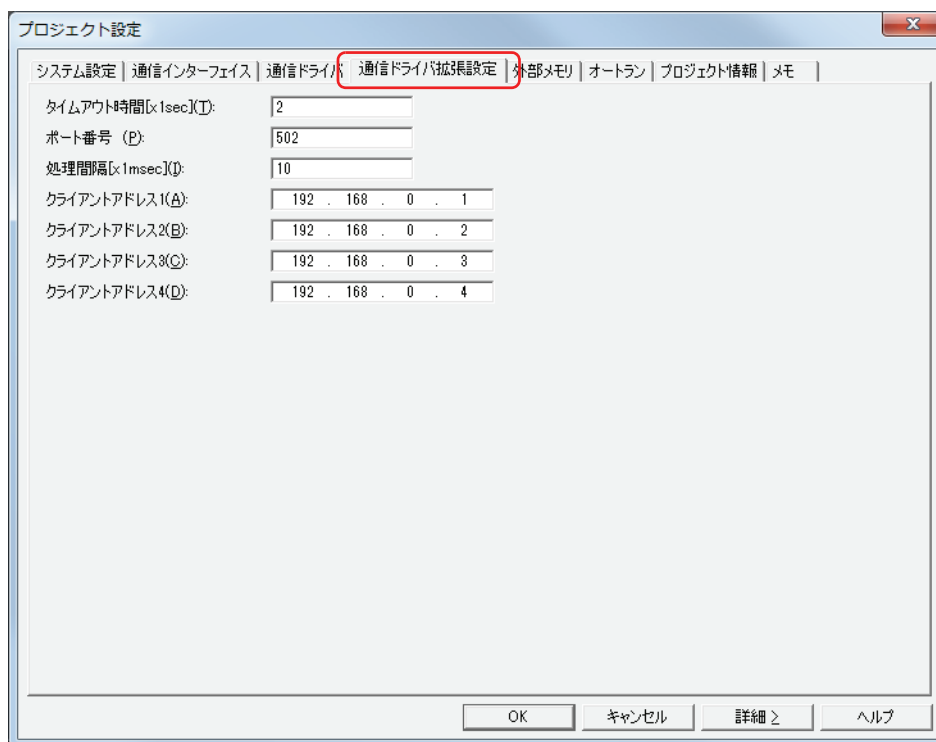 プロジェクト設定
システム設定 通信インターフェイス 通信ドライバ 通信ドライバ拡張設定 外部メモリ オートラン プロジェクト情報 メモ
タイムアウト時間[x1sec](T): 2
ポート番号 (P): 502
処理間隔[x1msec](I): 10
クライアントアドレス1(A): 192 . 168 . 0 . 1
クライアントアドレス2(B): 192 . 168 . 0 . 2
クライアントアドレス3(C): 192 . 168 . 0 . 3
クライアントアドレス4(D): 192 . 168 . 0 . 4
OK キャンセル 詳細 > ヘルプ